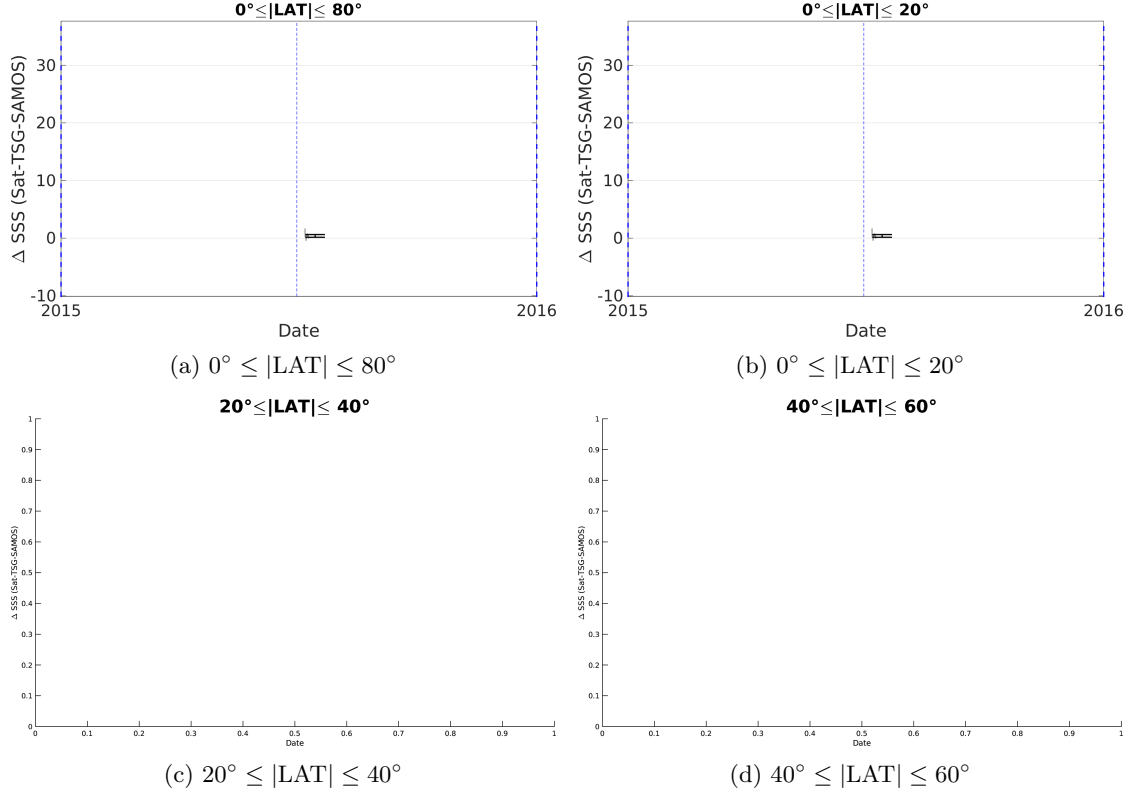 0°≤|LAT|≤ 80°
Δ SSS (Sat-TSG-SAMOS)
30
20
10
0
-10
2015
2016
Date
(a) 0° ≤ |LAT| ≤ 80°
0°≤|LAT|≤ 20°
Δ SSS (Sat-TSG-SAMOS)
30
20
10
0
-10
2015
2016
Date
(b) 0° ≤ |LAT| ≤ 20°
20°≤|LAT|≤ 40°
Δ SSS (Sat-TSG-SAMOS)
1
0.9
0.8
0.7
0.6
0.5
0.4
0.3
0.2
0.1
0
0 0.1 0.2 0.3 0.4 0.5 0.6 0.7 0.8 0.9 1
Date
(c) 20° ≤ |LAT| ≤ 40°
40°≤|LAT|≤ 60°
Δ SSS (Sat-TSG-SAMOS)
1
0.9
0.8
0.7
0.6
0.5
0.4
0.3
0.2
0.1
0
0 0.1 0.2 0.3 0.4 0.5 0.6 0.7 0.8 0.9 1
Date
(d) 40° ≤ |LAT| ≤ 60°